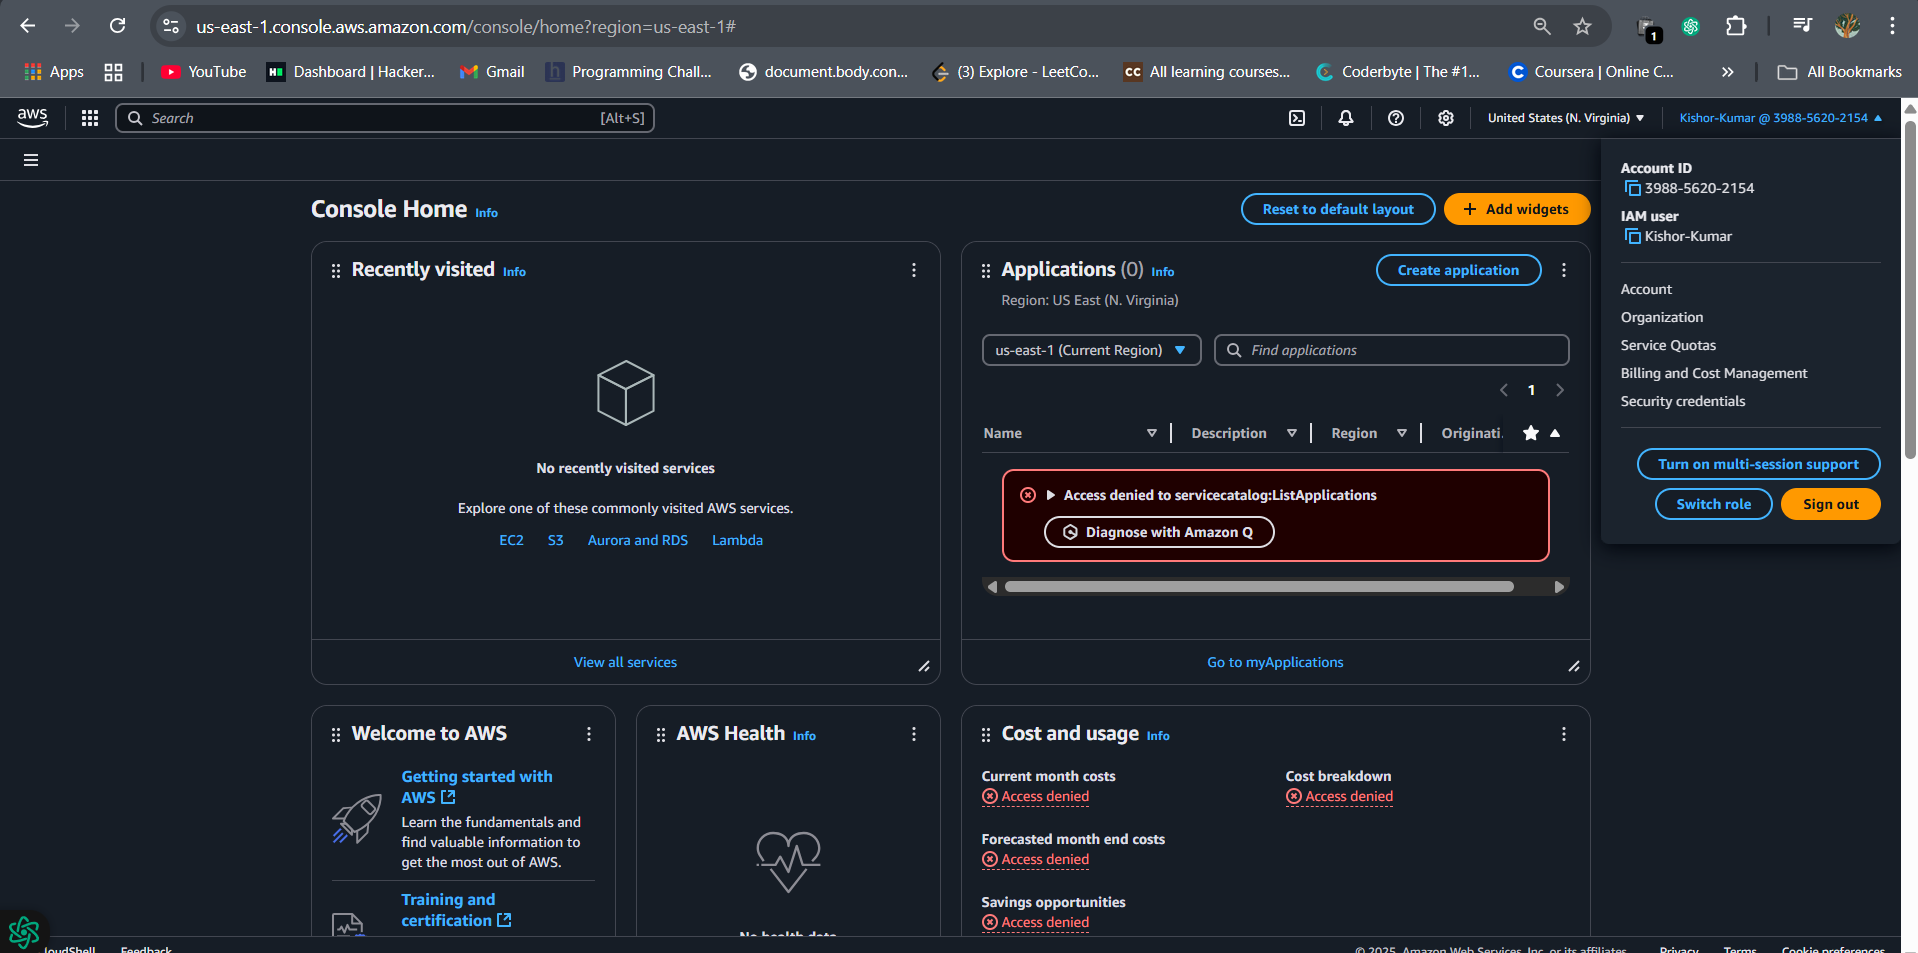 us-east-1.console.aws.amazon.com/console/home?region=us-east-1#
1
Apps
YouTube
Dashboard | Hacker...
Gmail
Programming Chall...
document.body.con...
(3) Explore - LeetCo...
All learning courses...
Coderbyte | The #1...
Coursera | Online C...
All Bookmarks
aws
Search
[Alt+S]
United States (N. Virginia)
Kishor-Kumar @ 3988-5620-2154
Account ID
3988-5620-2154
IAM user
Kishor-Kumar
Account
Organization
Service Quotas
Billing and Cost Management
Security credentials
Turn on multi-session support
Switch role
Sign out
Console Home Info
Reset to default layout
Add widgets
Recently visited Info
No recently visited services
Explore one of these commonly visited AWS services.
EC2 S3 Aurora and RDS Lambda
View all services
Applications (0) Info
Create application
Region: US East (N. Virginia)
us-east-1 (Current Region)
Find applications
1
Name Description Region Originati.
Access denied to servicecatalog:ListApplications
Diagnose with Amazon Q
Go to myApplications
Welcome to AWS
Getting started with
AWS
Learn the fundamentals and
find valuable information to
get the most out of AWS.
Training and
certification
AWS Health Info
No health data
Cost and usage Info
Current month costs
Access denied
Cost breakdown
Access denied
Forecasted month end costs
Access denied
Savings opportunities
Access denied
loudShell Feedback
© 2025, Amazon Web Services, Inc. or its affiliates. Privacy Terms Cookie preferences